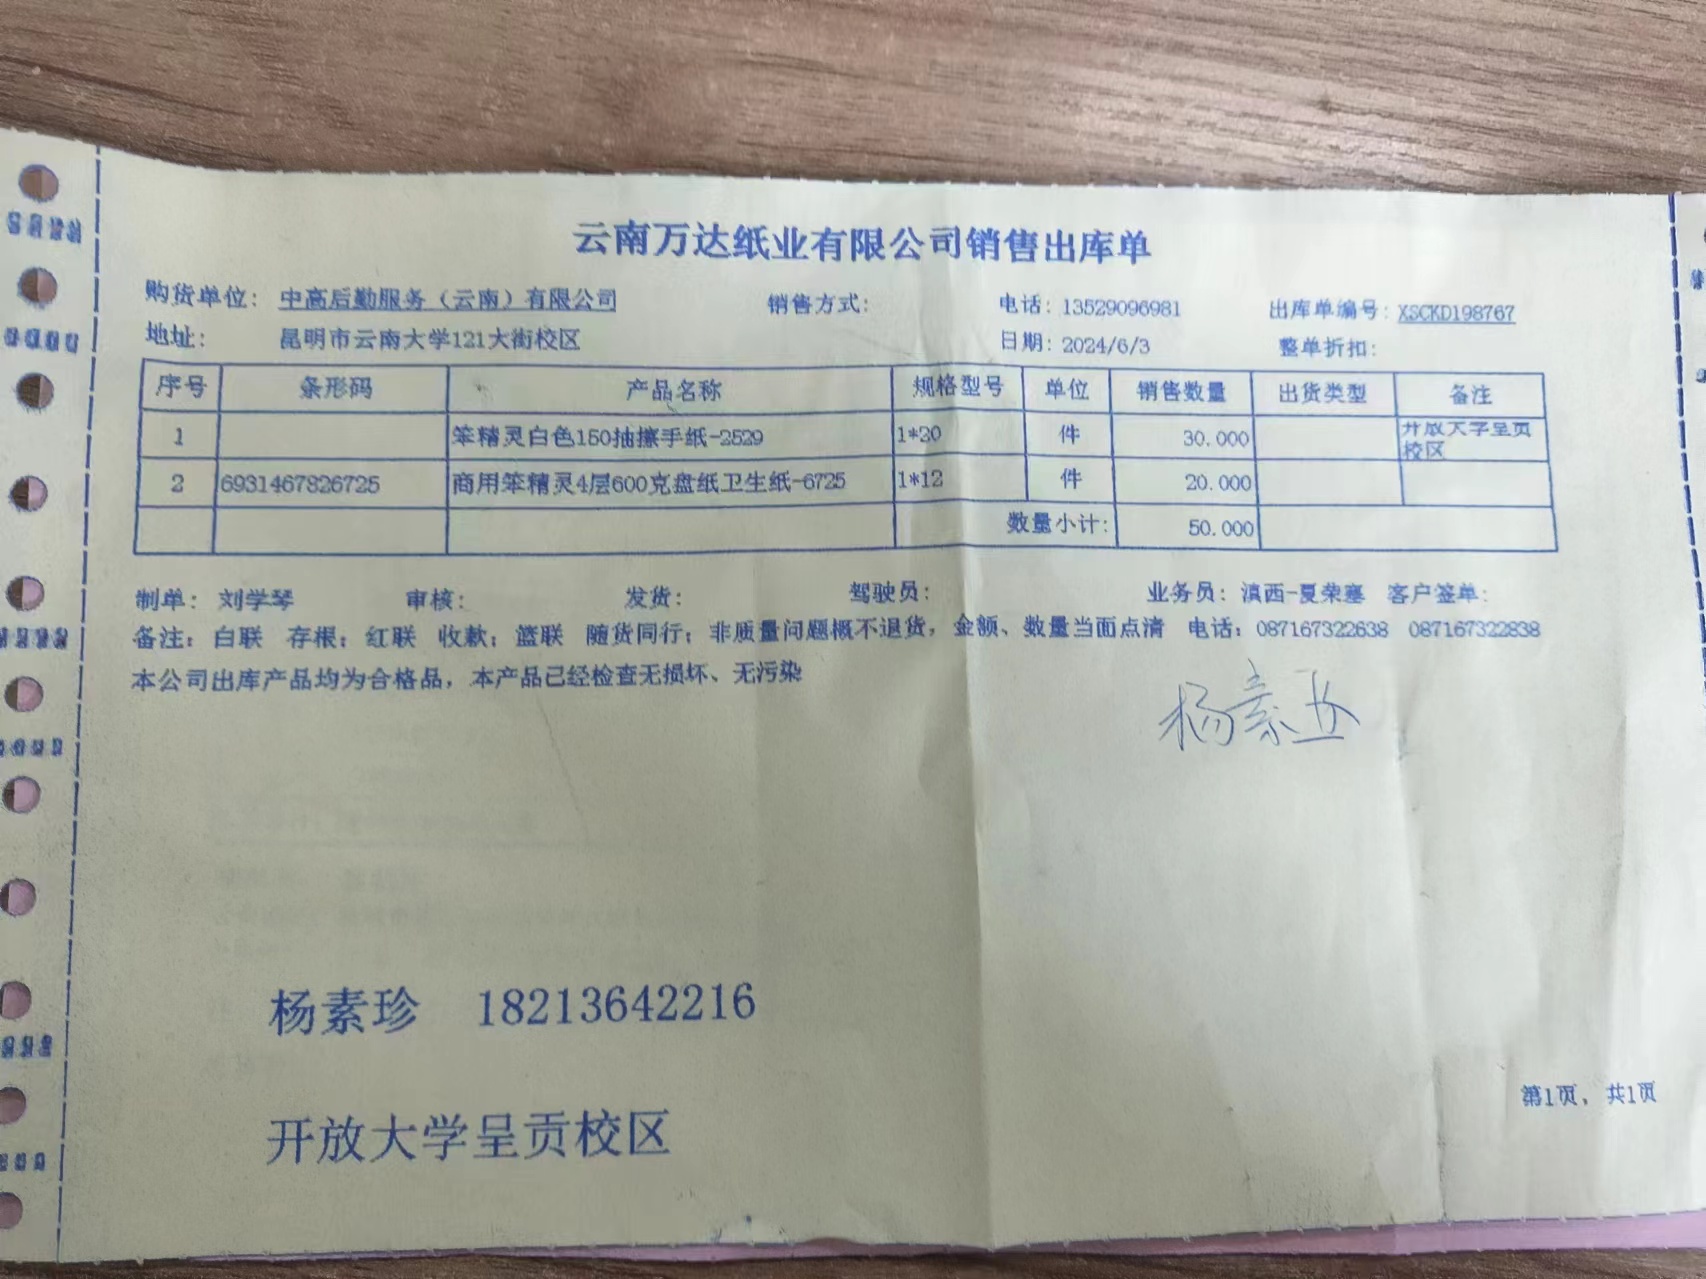 云南万达纸业有限公司销售出库单
购货单位: 中高后勤服务（云南）有限公司 销售方式: 电话: 13529096981 出库单编号: XSCKD198767
地址: 昆明市云南大学121大街校区 日期: 2024/6/3 整单折扣:
序号 条形码 产品名称 规格型号 单位 销售数量 出货类型 备注
1 笨精灵白色150抽擦手纸-2529 1*20 件 30.000 开放大学呈贡校区
2 6931467826725 商用笨精灵4层600克盘纸卫生纸-6725 1*12 件 20.000
数量小计: 50.000
制单: 刘学琴 审核: 发货: 驾驶员: 业务员: 滇西-夏荣蹇 客户签单:
备注: 白联 存根; 红联 收款; 篮联 随货同行; 非质量问题概不退货, 金额、数量当面点清 电话: 087167322638 087167322838
本公司出库产品均为合格品, 本产品已经检查无损坏、无污染
杨素
杨素珍 18213642216
第1页, 共1页
开放大学呈贡校区